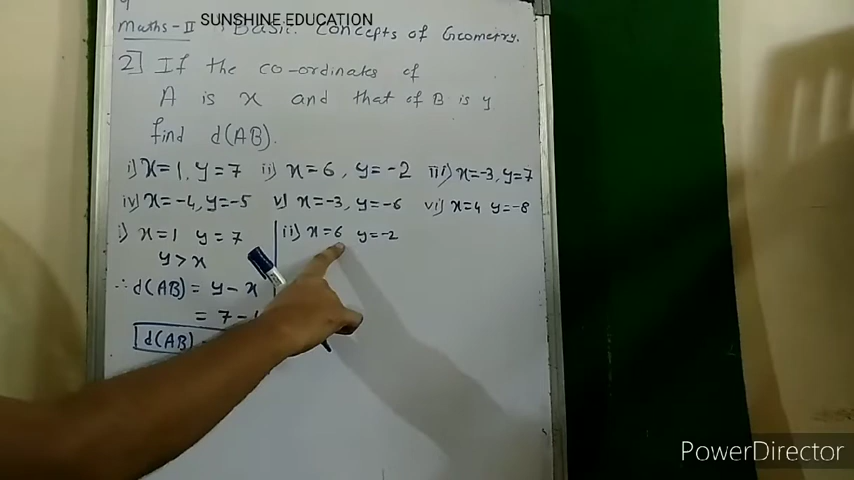 SUNSHINE EDUCATION
Maths-II Basic Concepts of Geometry.
2] If the co-ordinates of
A is x and that of B is y
find d(AB).
i) x=1, y=7 ii) x=6, y=-2 iii) x=-3, y=7
iv) x=-4, y=-5 v) x=-3, y=-6 vi) x=4 y=-8
i) x=1 y=7
y>x
∴ d(AB) = y-x
= 7-
d(AB)
ii) x=6 y=-2
PowerDirector